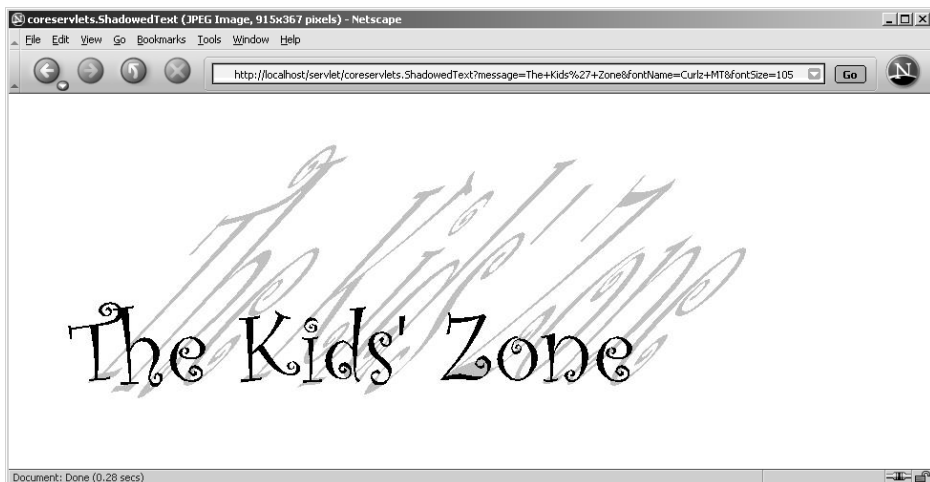 coreservlets.ShadowedText (JPEG Image, 915x367 pixels) - Netscape
File Edit View Go Bookmarks Tools Window Help
http://localhost/servlet/coreservlets.ShadowedText?message=The+Kids%27+Zone&fontName=Curlz+MT&fontSize=105 Go N
The Kids' Zone
The Kids' Zone
Document: Done (0.28 secs)